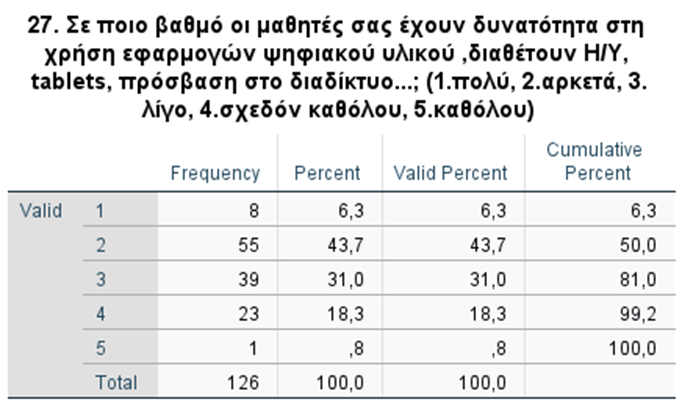 27. Σε ποιο βαθμό οι μαθητές σας έχουν δυνατότητα στη
χρήση εφαρμογών ψηφιακού υλικού ,διαθέτουν Η/Υ,
tablets, πρόσβαση στο διαδίκτυο...; (1.πολύ, 2.αρκετά, 3.
λίγο, 4.σχεδόν καθόλου, 5.καθόλου)
Frequency Percent Valid Percent Cumulative Percent
Valid 1 8 6,3 6,3 6,3
2 55 43,7 43,7 50,0
3 39 31,0 31,0 81,0
4 23 18,3 18,3 99,2
5 1 ,8 ,8 100,0
Total 126 100,0 100,0